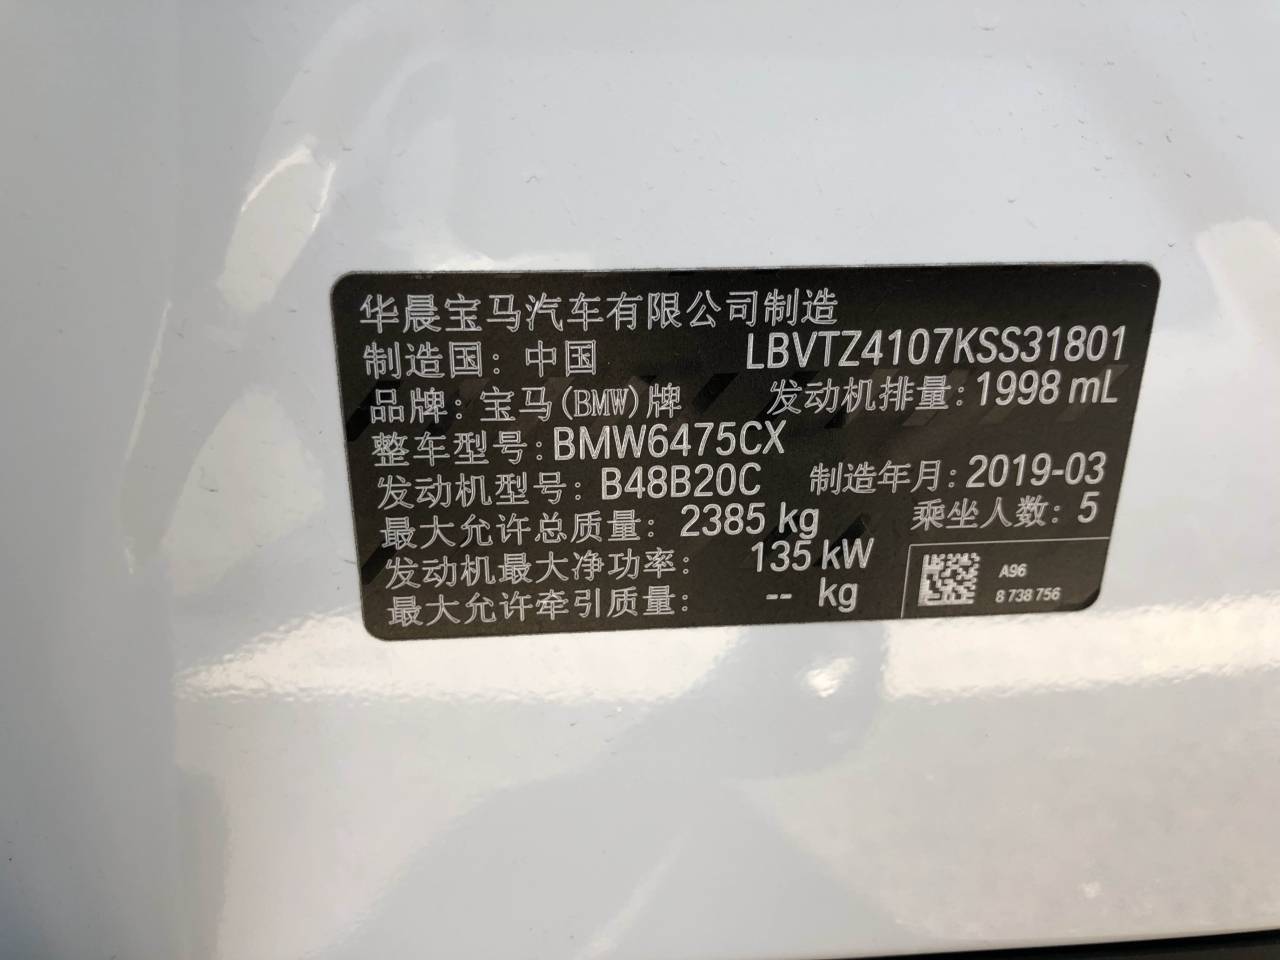 华晨宝马汽车有限公司制造
制造国: 中国 LBVTZ4107KSS31801
品牌: 宝马(BMW)牌 发动机排量: 1998 mL
整车型号: BMW6475CX
发动机型号: B48B20C 制造年月: 2019-03
最大允许总质量: 2385 kg 乘坐人数: 5
发动机最大净功率: 135 kW
最大允许牵引质量: -- kg
A96
8 738 756